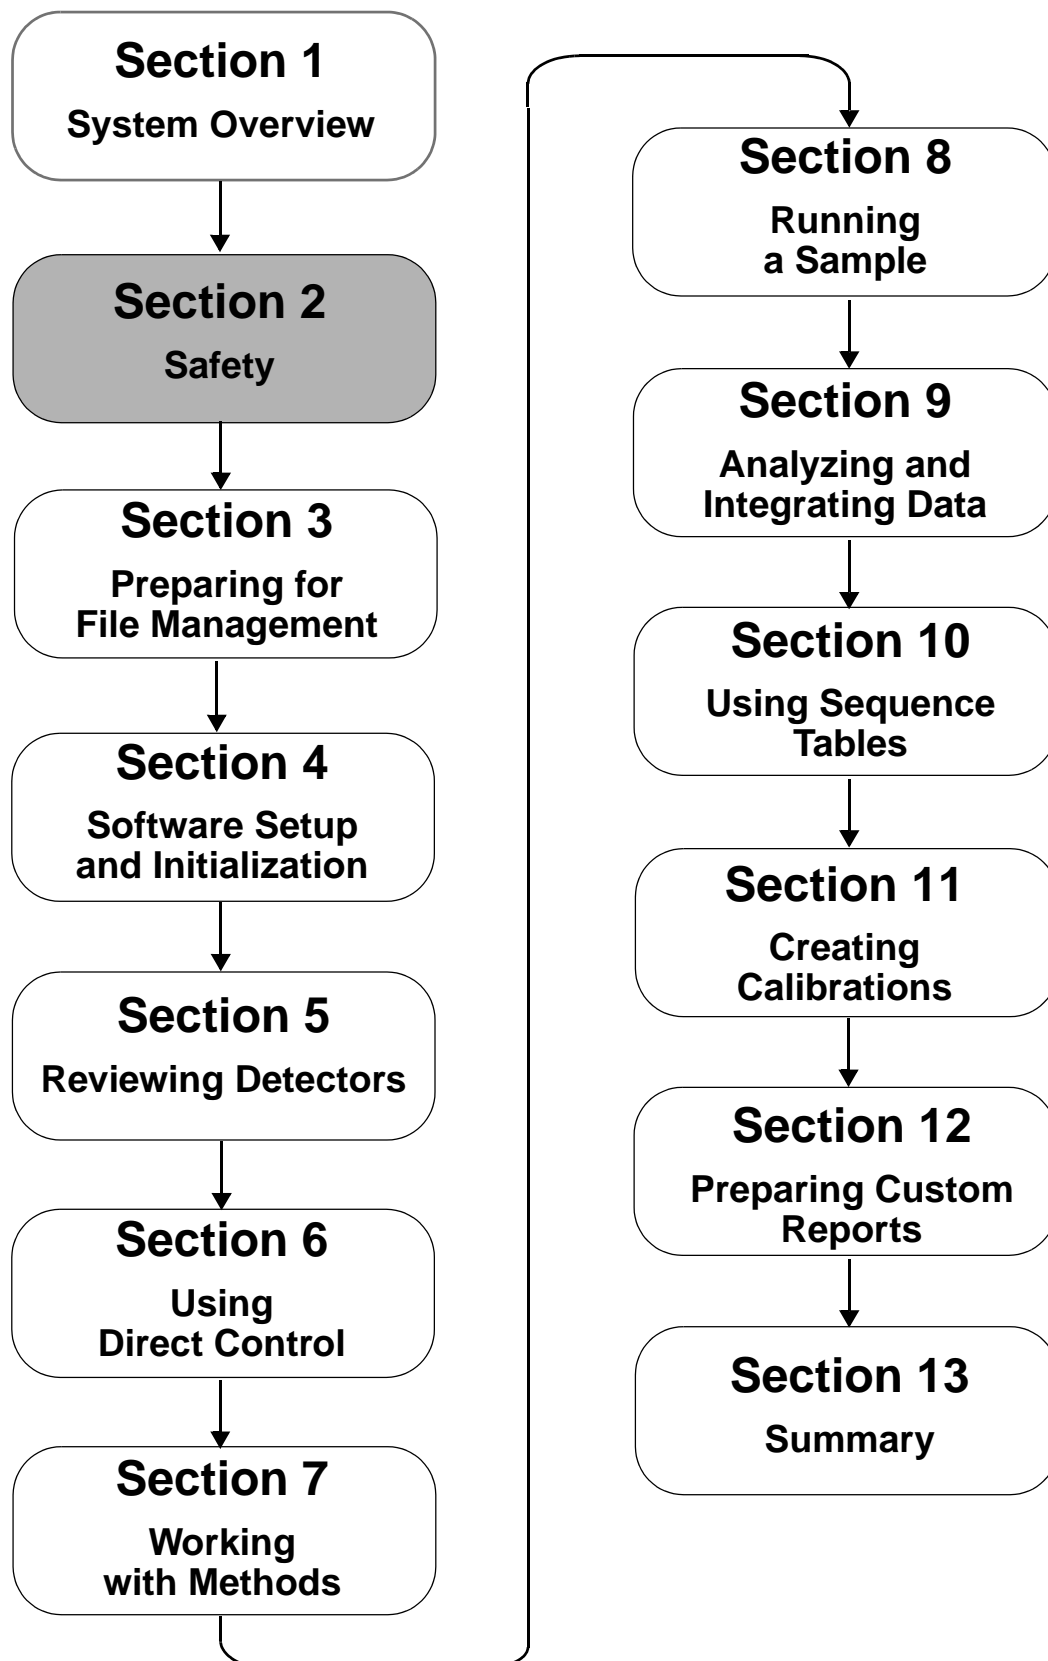 Section 1
System Overview
Section 2
Safety
Section 3
Preparing for
File Management
Section 4
Software Setup
and Initialization
Section 5
Reviewing Detectors
Section 6
Using
Direct Control
Section 7
Working
with Methods
Section 8
Running
a Sample
Section 9
Analyzing and
Integrating Data
Section 10
Using Sequence
Tables
Section 11
Creating
Calibrations
Section 12
Preparing Custom
Reports
Section 13
Summary